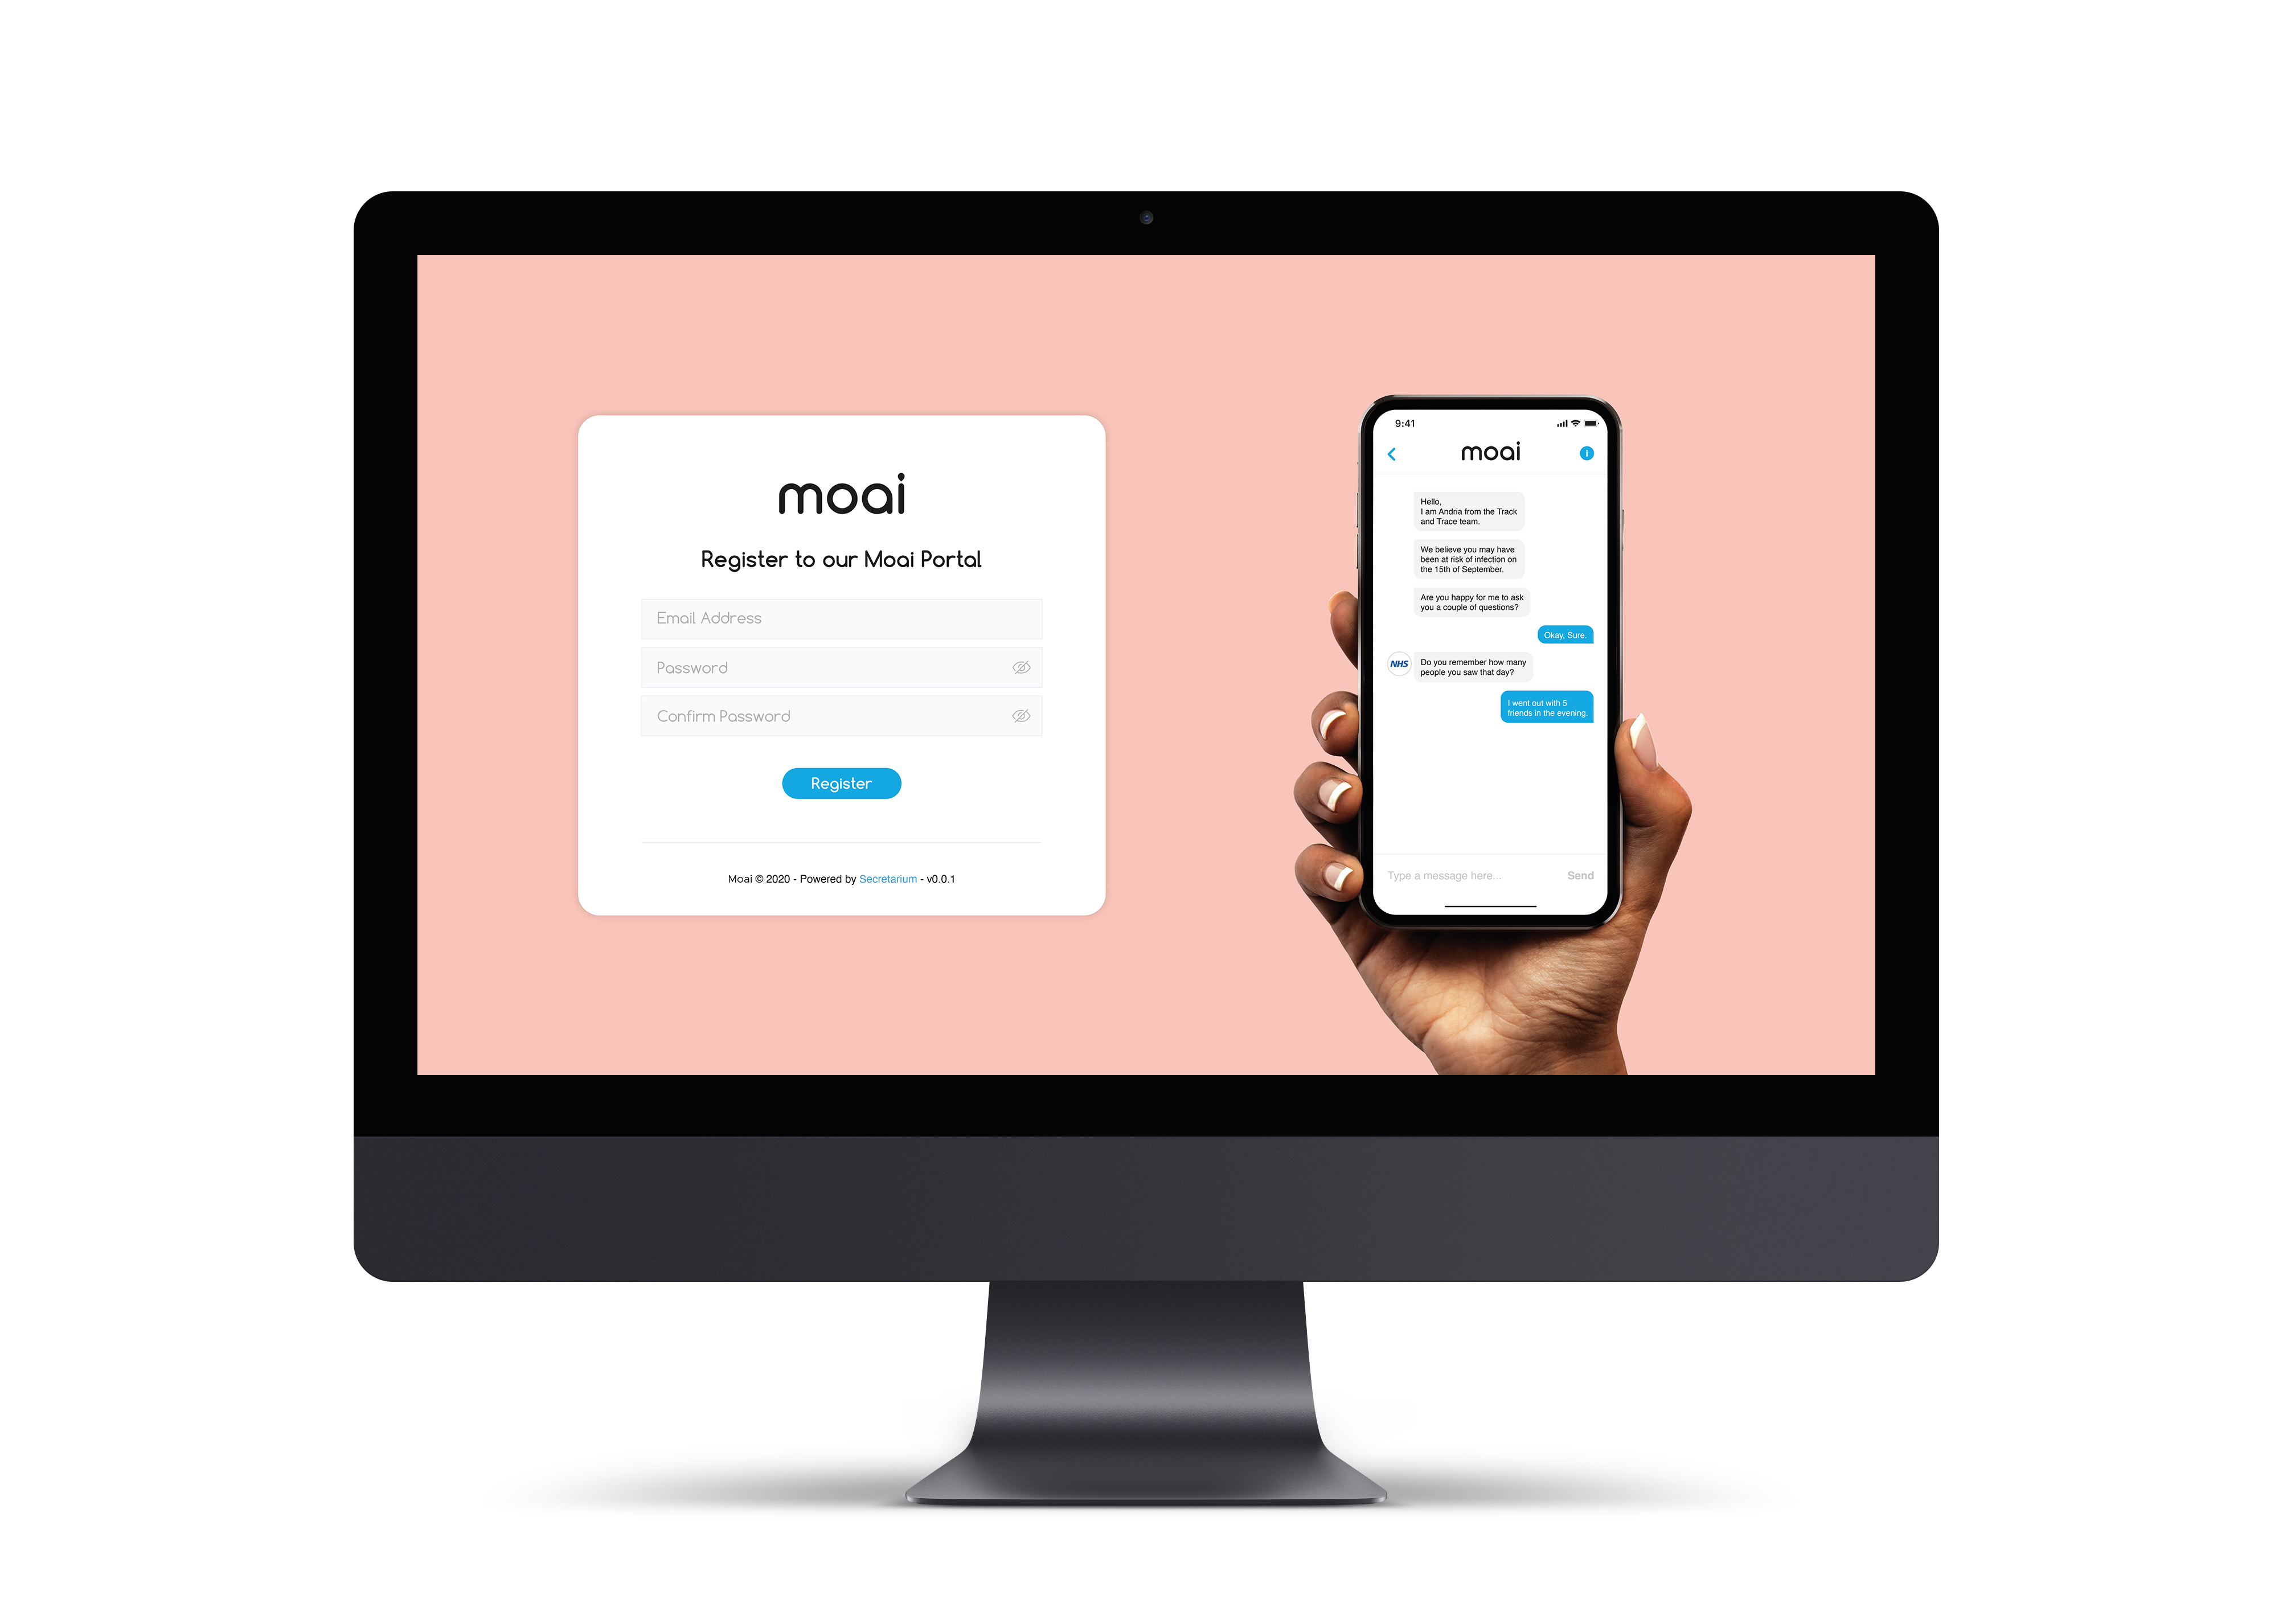 moai
Register to our Moai Portal
Email Address
Password
Confirm Password
Register
Moai © 2020 - Powered by Secretarium - v0.0.1
9:41
moai
i
Hello,
I am Andria from the Track
and Trace team.
We believe you may have
been at risk of infection on
the 15th of September.
Are you happy for me to ask
you a couple of questions?
Okay, Sure.
NHS
Do you remember how many
people you saw that day?
I went out with 5
friends in the evening.
Type a message here...
Send